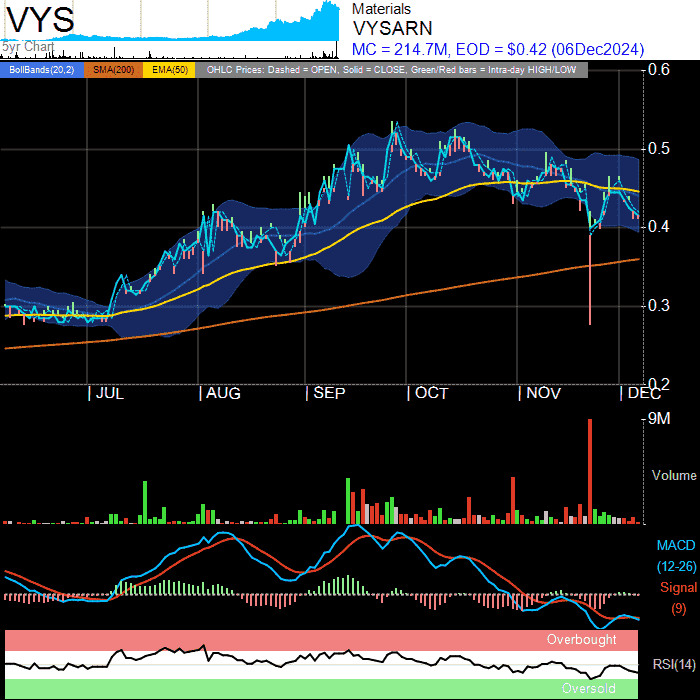 VYS
5yr Chart
Materials
VYSARN
MC = 214.7M, EOD = $0.42 (06Dec2024)
BollBands(20,2) SMA(200) EMA(50) OHLC Prices: Dashed = OPEN, Solid = CLOSE, Green/Red bars = Intra-day HIGH/LOW
0.6
0.5
0.4
0.3
0.2
| JUL | AUG | SEP | OCT | NOV | DEC
9M
Volume
MACD
(12-26)
Signal
(9)
Overbought
RSI(14)
Oversold